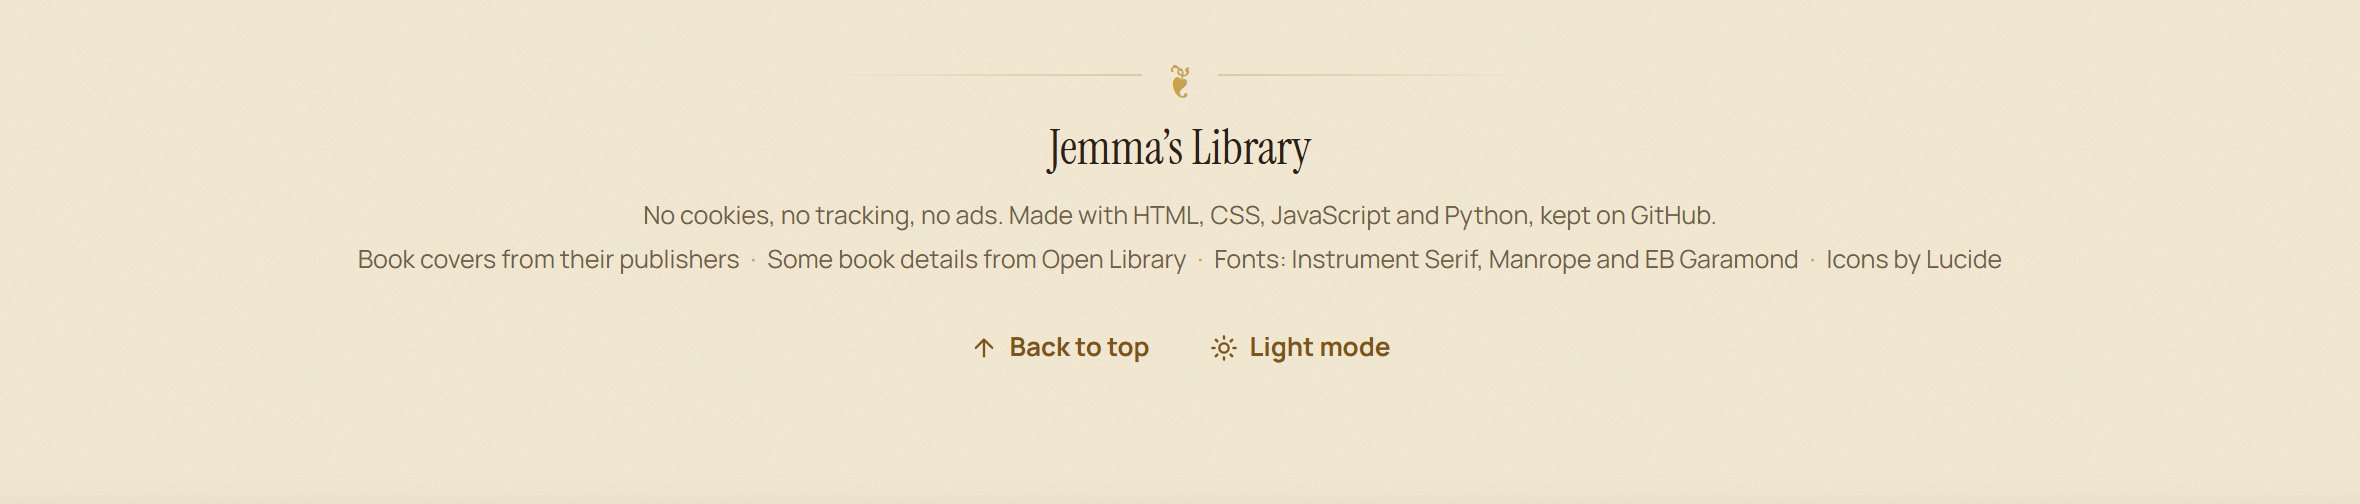 Jemma’s Library
No cookies, no tracking, no ads. Made with HTML, CSS, JavaScript and Python, kept on GitHub.
Book covers from their publishers · Some book details from Open Library · Fonts: Instrument Serif, Manrope and EB Garamond · Icons by Lucide
Back to top Light mode